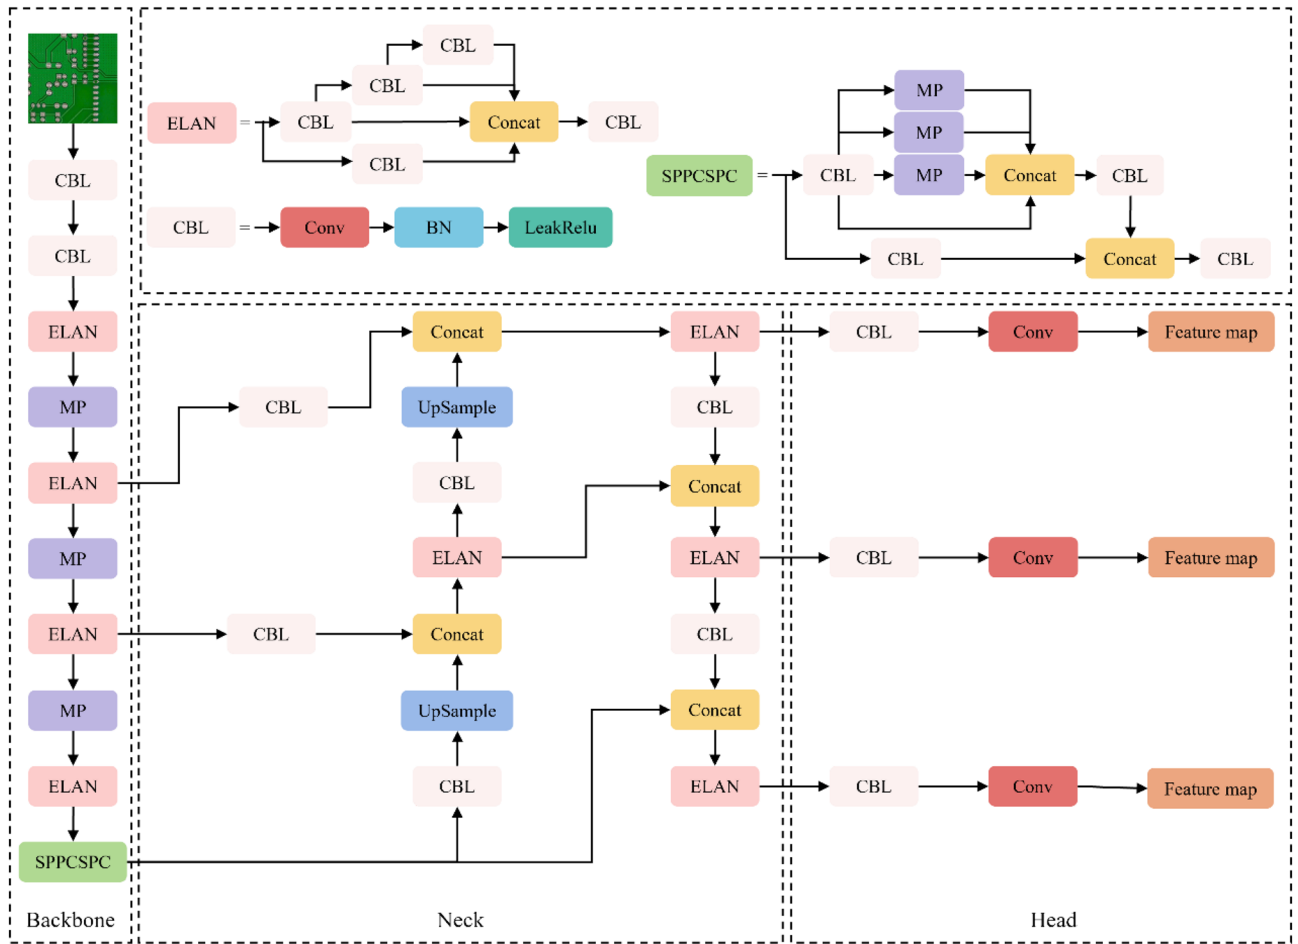 CBL
CBL
ELAN
MP
ELAN
MP
ELAN
MP
ELAN
SPPCSPC
Backbone
ELAN
=
CBL
CBL
CBL
CBL
Concat
CBL
CBL
=
Conv
BN
LeakRelu
SPPCSPC
=
CBL
MP
MP
MP
Concat
CBL
CBL
Concat
CBL
CBL
Concat
UpSample
CBL
ELAN
CBL
Concat
UpSample
CBL
ELAN
CBL
Concat
ELAN
CBL
Concat
ELAN
Neck
CBL
Conv
Feature map
CBL
Conv
Feature map
CBL
Conv
Feature map
Head